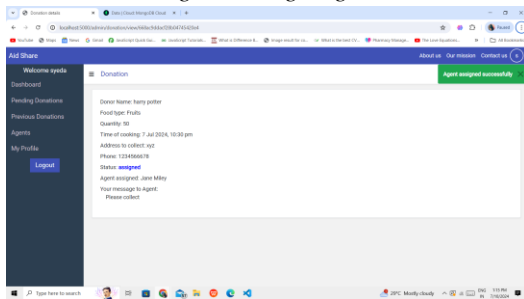 Donation details
Data | Cloud: MongoDB Cloud
localhost:5002/admin/donation/view/
YouTube
Maps
News
Gmail
Aid Share
About us Our mission Contact us
Welcome syeda
Dashboard
Pending Donations
Previous Donations
Agents
My Profile
Logout
Donation
Agent assigned successfully
Donor Name: harry potter
Food type: Fruits
Quantity: 50
Time of cooking: 7 Jul 2024, 10:30 pm
Address to collect: xyz
Phone: 1234566678
Status: assigned
Agent assigned: Jane Miley
Your message to Agent:
Please collect
Type here to search
29°C Mostly cloudy
ENG
IN